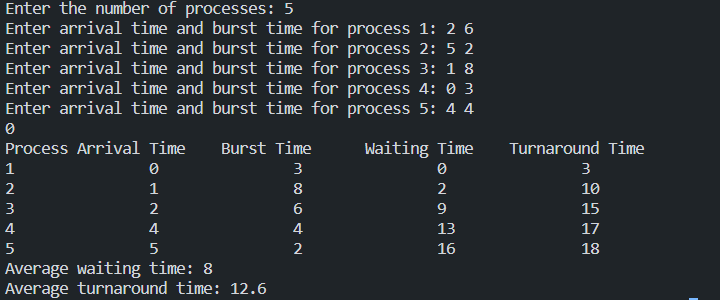 Enter the number of processes: 5
Enter arrival time and burst time for process 1: 2 6
Enter arrival time and burst time for process 2: 5 2
Enter arrival time and burst time for process 3: 1 8
Enter arrival time and burst time for process 4: 0 3
Enter arrival time and burst time for process 5: 4 4
0
Process Arrival Time    Burst Time      Waiting Time    Turnaround Time
1               0               3               0               3
2               1               8               2               10
3               2               6               9               15
4               4               4               13              17
5               5               2               16              18
Average waiting time: 8
Average turnaround time: 12.6